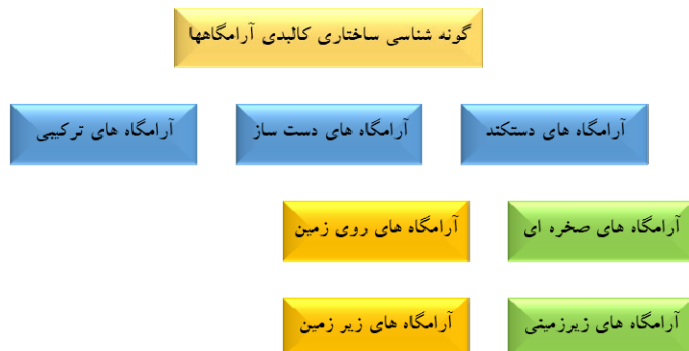 گونه شناسی ساختاری کالبدی آرامگاهها
آرامگاه های دستکند
آرامگاه های دست ساز
آرامگاه های ترکیبی
آرامگاه های صخره ای
آرامگاه های روی زمین
آرامگاه های زیرزمینی
آرامگاه های زیر زمین